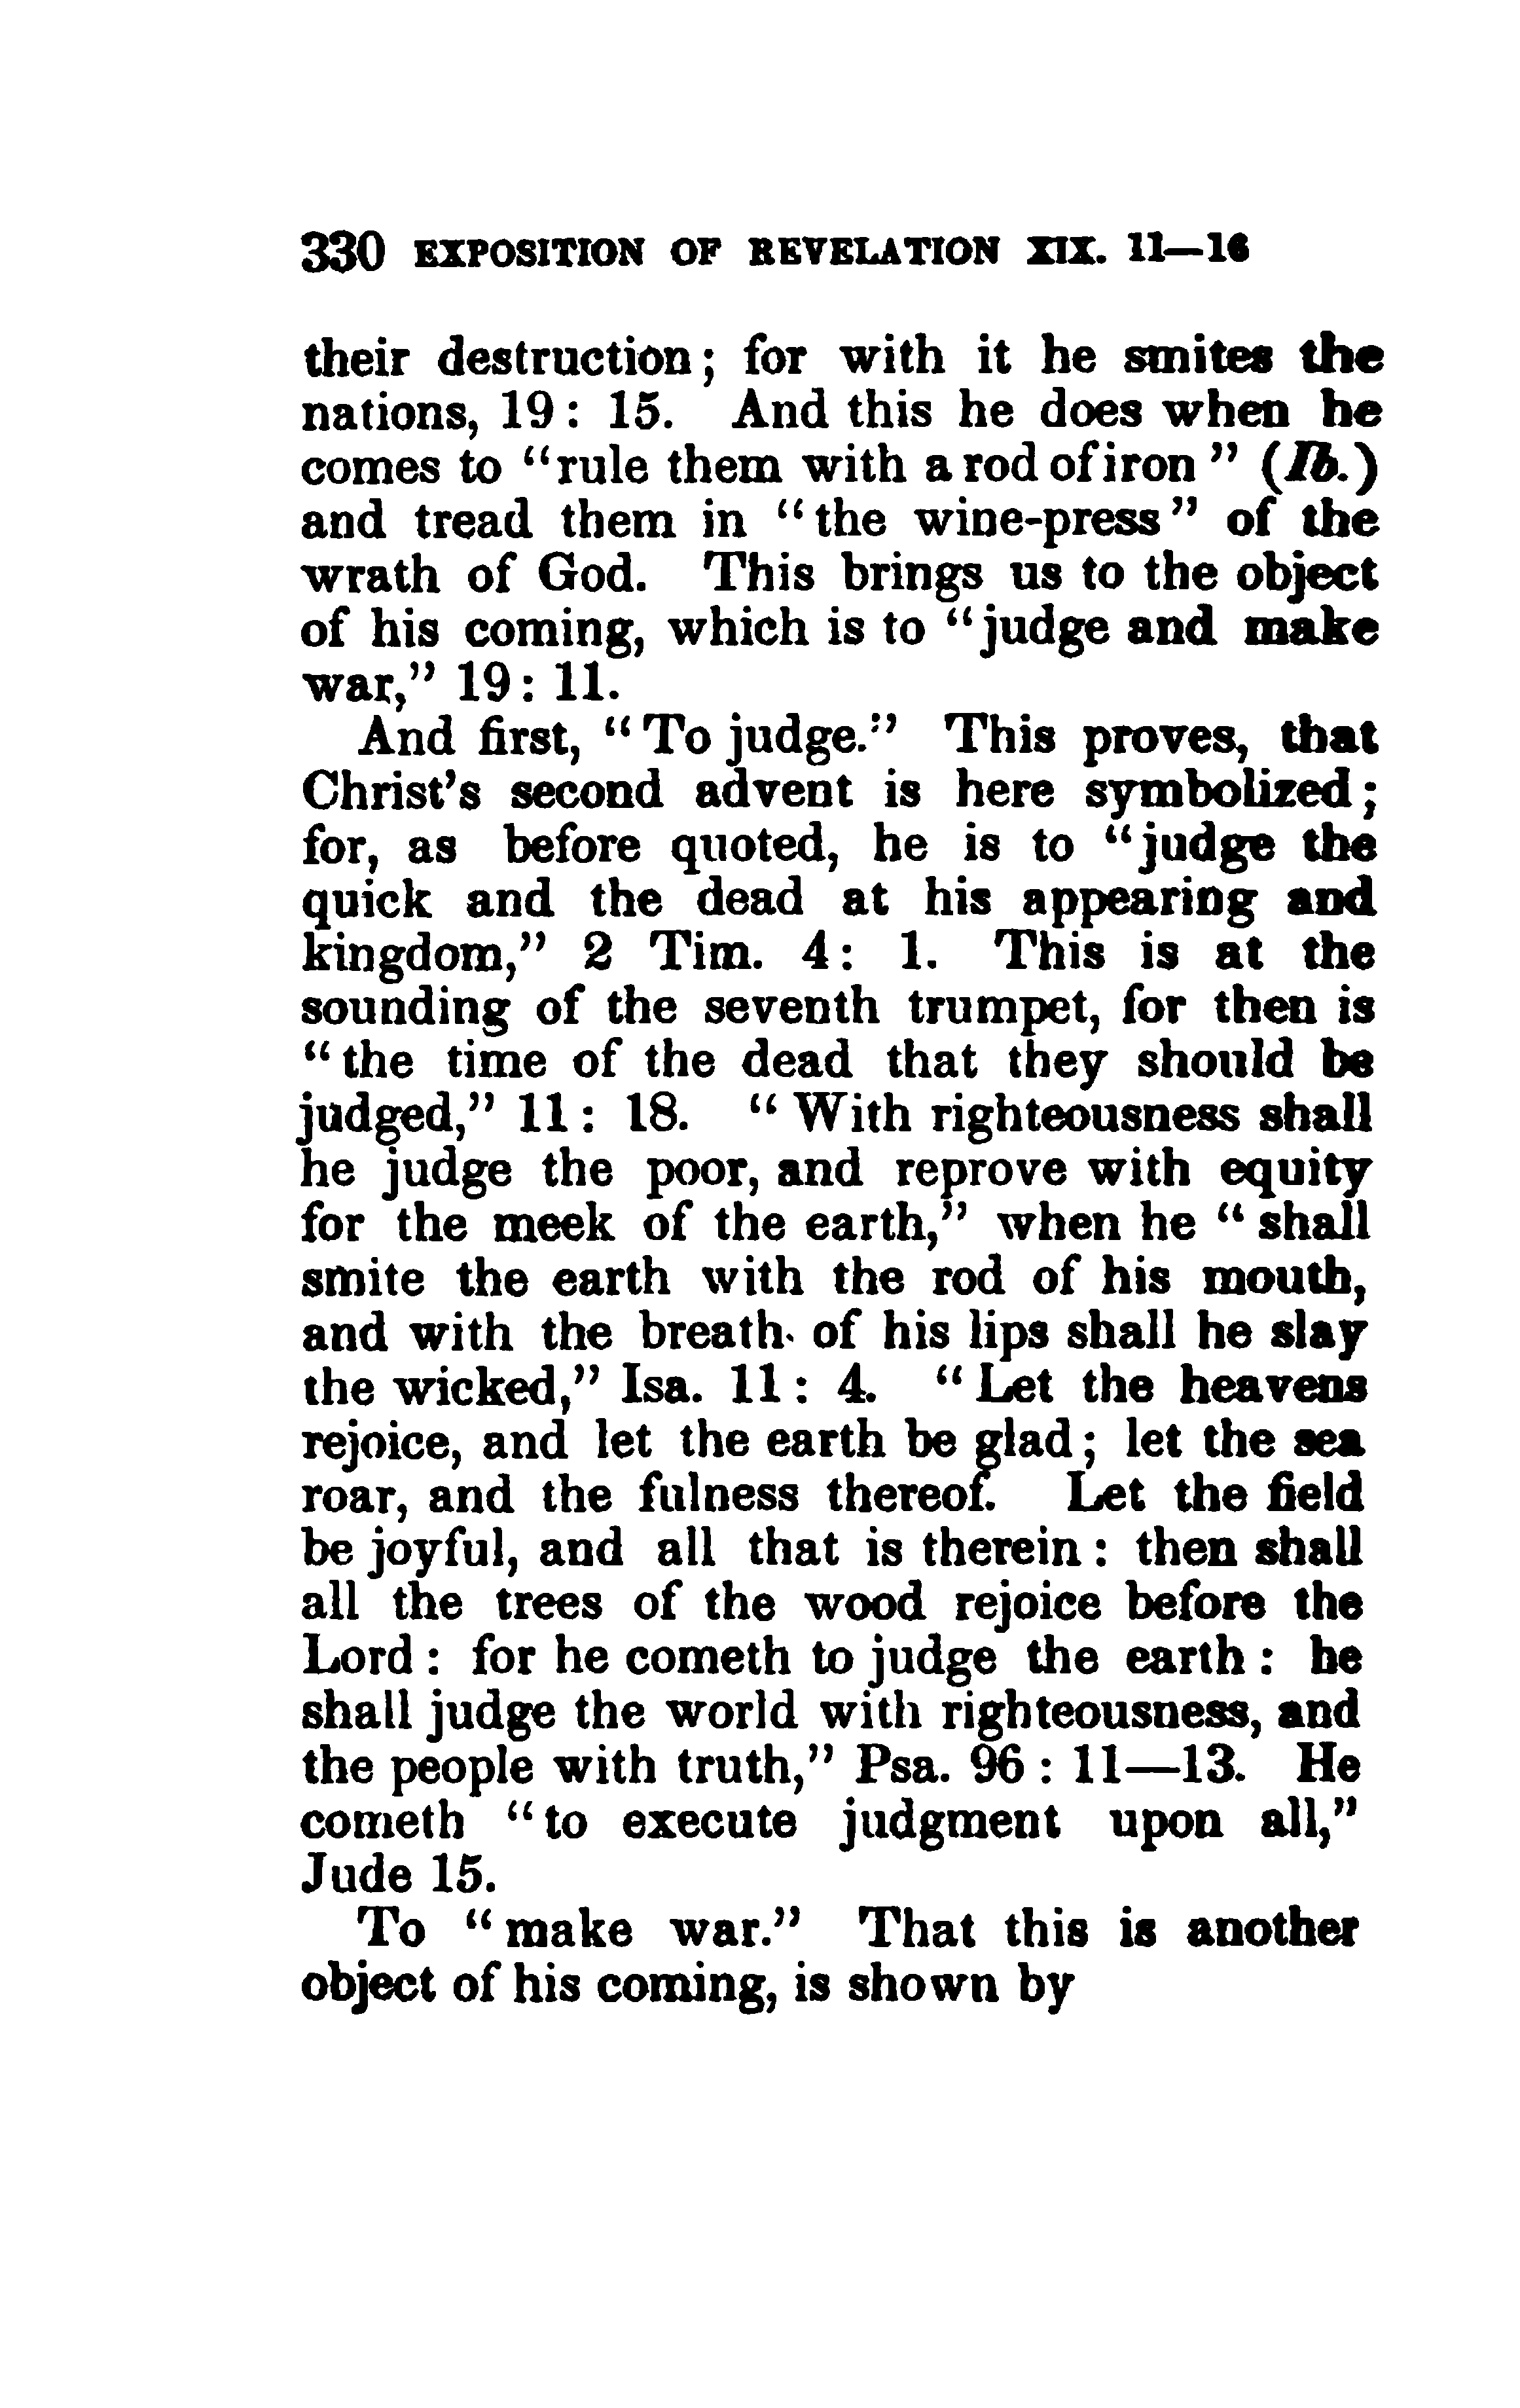 330 EXPOSITION OF REVELATION XIX. 11—16
their destruction; for with it he smites the
nations, 19: 15. And this he does when he
comes to “rule them with a rod of iron” (Ib.)
and tread them in “the wine-press” of the
wrath of God. This brings us to the object
of his coming, which is to “judge and make
war,” 19: 11.
And first, “To judge.” This proves, that
Christ’s second advent is here symbolized;
for, as before quoted, he is to “judge the
quick and the dead at his appearing and
kingdom,” 2 Tim. 4: 1. This is at the
sounding of the seventh trumpet, for then is
“the time of the dead that they should be
judged,” 11: 18. “With righteousness shall
he judge the poor, and reprove with equity
for the meek of the earth,” when he “shall
smite the earth with the rod of his mouth,
and with the breath of his lips shall he slay
the wicked,” Isa. 11: 4. “Let the heavens
rejoice, and let the earth be glad; let the sea
roar, and the fulness thereof. Let the field
be joyful, and all that is therein: then shall
all the trees of the wood rejoice before the
Lord: for he cometh to judge the earth: he
shall judge the world with righteousness, and
the people with truth,” Psa. 96: 11—13. He
cometh “to execute judgment upon all,”
Jude 15.
To “make war.” That this is another
object of his coming, is shown by